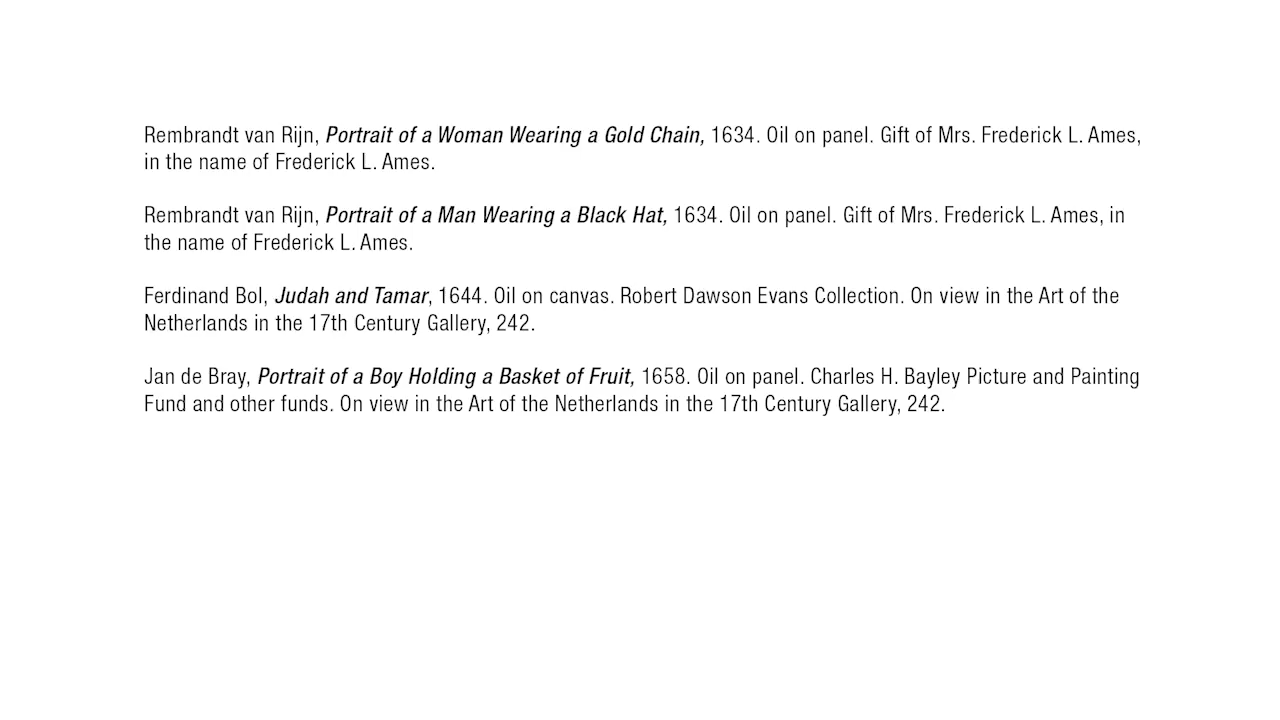 Rembrandt van Rijn, Portrait of a Woman Wearing a Gold Chain, 1634. Oil on panel. Gift of Mrs. Frederick L. Ames,
in the name of Frederick L. Ames.
Rembrandt van Rijn, Portrait of a Man Wearing a Black Hat, 1634. Oil on panel. Gift of Mrs. Frederick L. Ames, in
the name of Frederick L. Ames.
Ferdinand Bol, Judah and Tamar, 1644. Oil on canvas. Robert Dawson Evans Collection. On view in the Art of the
Netherlands in the 17th Century Gallery, 242.
Jan de Bray, Portrait of a Boy Holding a Basket of Fruit, 1658. Oil on panel. Charles H. Bayley Picture and Painting
Fund and other funds. On view in the Art of the Netherlands in the 17th Century Gallery, 242.